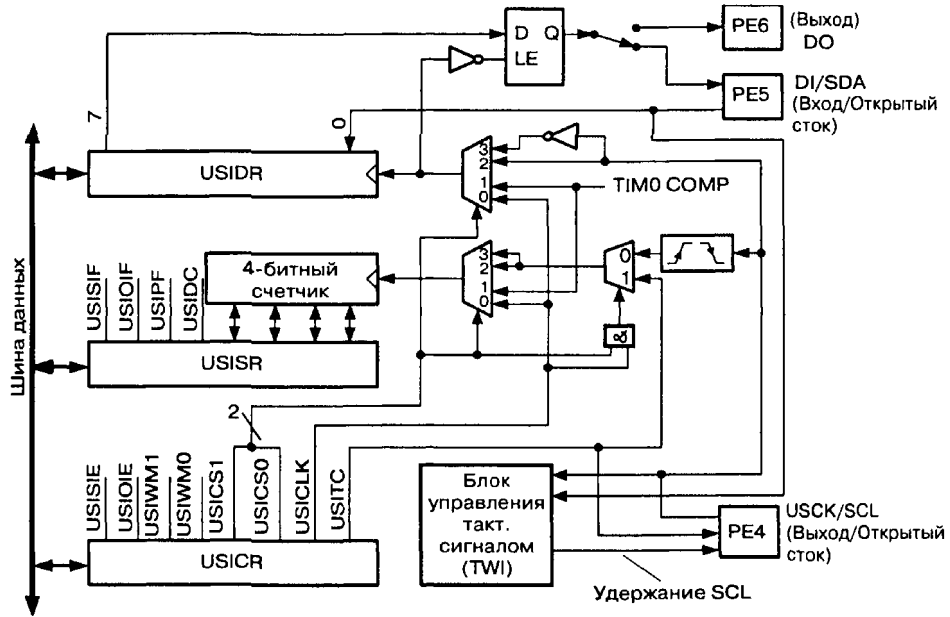 D Q
LE
PE6
(Выход)
DO
PE5
DI/SDA
(Вход/Открытый
сток)
7
0
USIDR
3
2
1
0
TIM0 COMP
4-битный
счетчик
3
2
1
0
0
1
&
USISIF
USIOIF
USIPF
USIDC
USISR
Шина данных
2
USISIE
USIOIE
USIWM1
USIWM0
USICS1
USICS0
USICLK
USITC
USICR
Блок
управления
такт.
сигналом
(TWI)
PE4
USCK/SCL
(Выход/Открытый
сток)
Удержание SCL